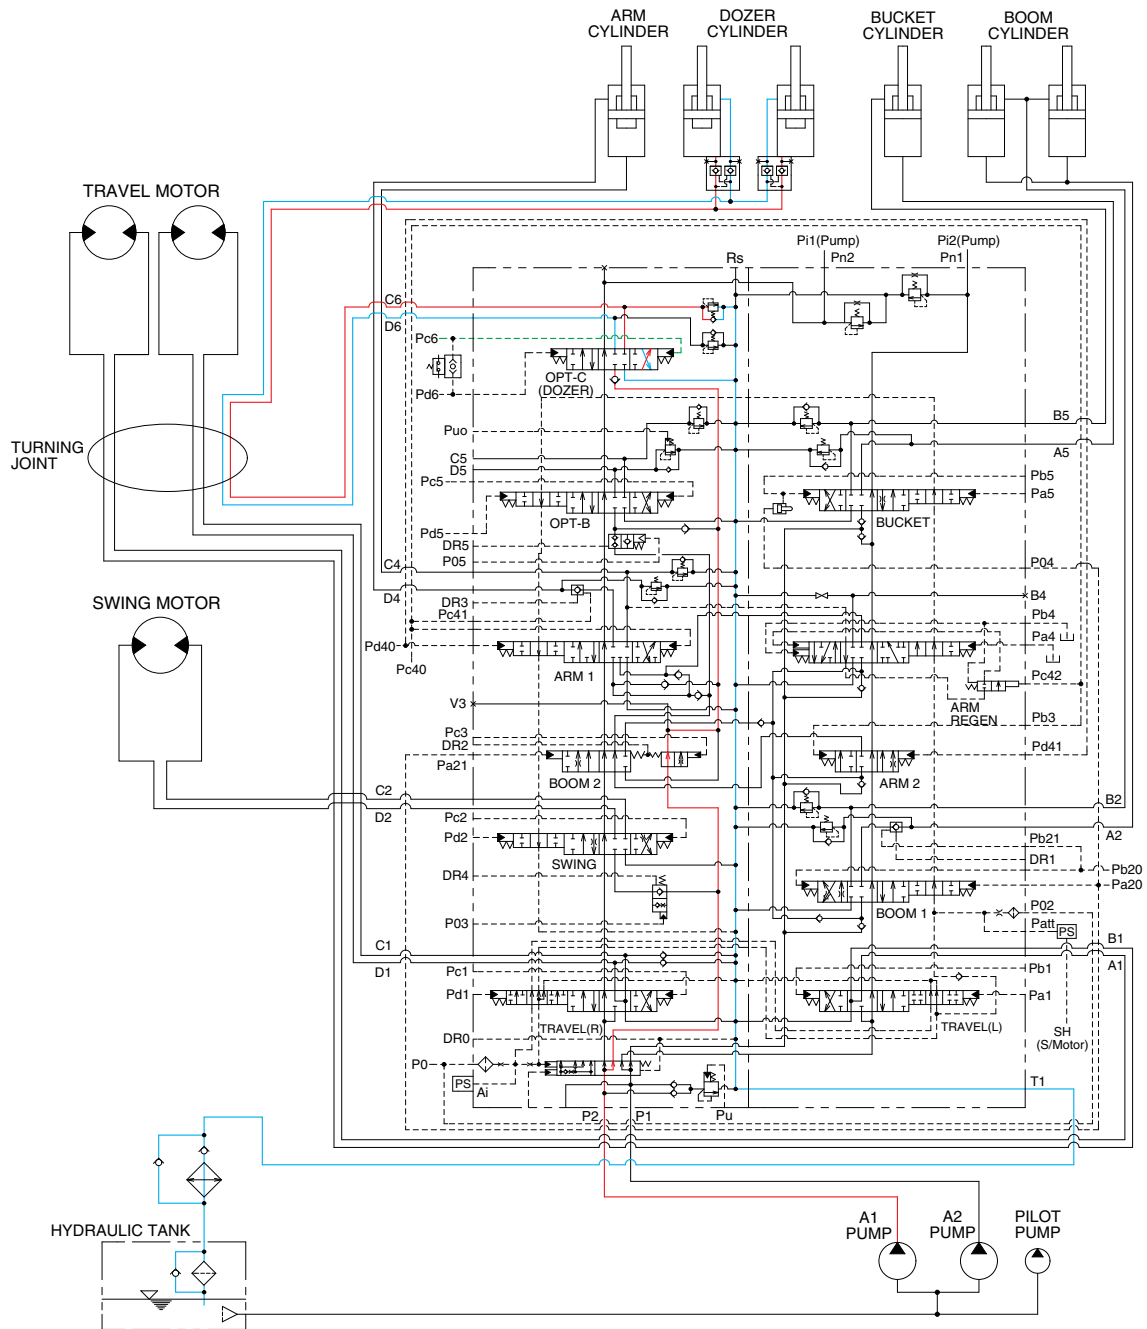 ARM
CYLINDER
DOZER
CYLINDER
BUCKET
CYLINDER
BOOM
CYLINDER
TRAVEL MOTOR
Pi1(Pump)
Pn2
Pi2(Pump)
Pn1
Rs
C6
D6
Pc6
OPT-C
(DOZER)
Pd6
Puo
B5
TURNING
JOINT
C5
D5
A5
Pc5
Pb5
Pa5
OPT-B
BUCKET
Pd5
DR5
P05
P04
C4
D4
B4
SWING MOTOR
DR3
Pc41
Pb4
Pd40
Pa4
Pc40
ARM 1
Pc42
ARM
REGEN
V3
Pb3
Pc3
DR2
Pd41
Pa21
BOOM 2
ARM 2
C2
D2
B2
Pc2
A2
Pd2
Pb21
SWING
DR1
DR4
Pb20
Pa20
BOOM 1
P03
P02
Patt
PS
C1
D1
B1
A1
Pc1
Pb1
Pd1
Pa1
TRAVEL(R)
TRAVEL(L)
DR0
SH
(S/Motor)
P0
PS
Ai
T1
P2
P1
Pu
HYDRAULIC TANK
A1
PUMP
A2
PUMP
PILOT
PUMP